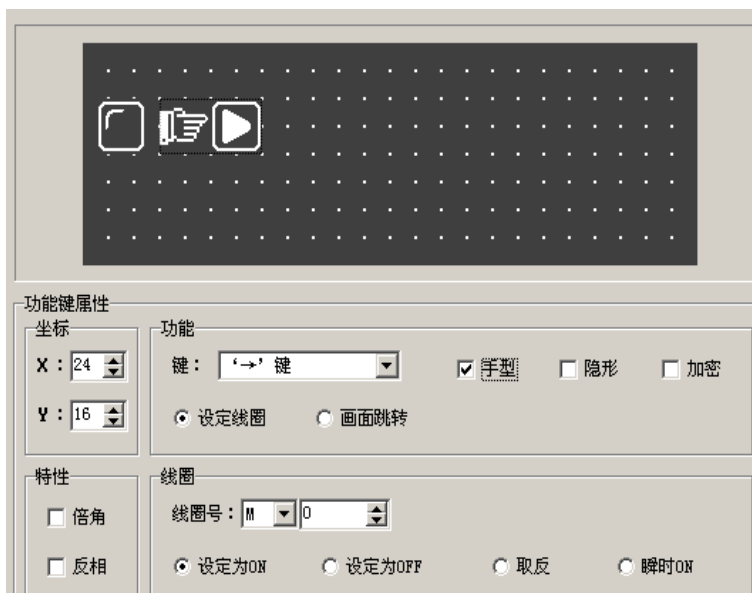 功能键属性
坐标
X：24
Y：16
功能
键： ‘→’键
手型 隐形 加密
设定线圈 画面跳转
特性
倍角
反相
线圈
线圈号：M 0
设定为ON 设定为OFF 取反 瞬时ON